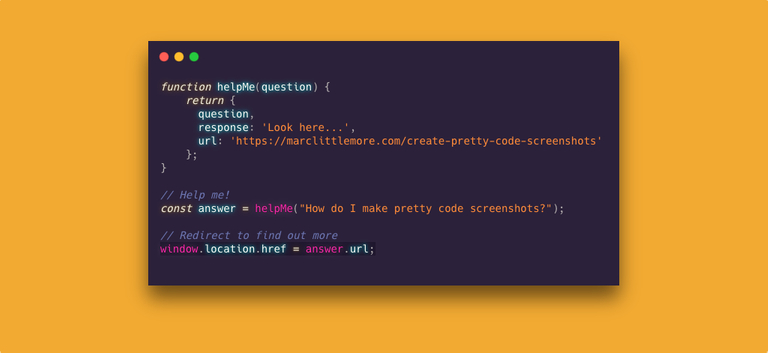 function helpMe(question) {
    return {
      question,
      response: 'Look here...',
      url: 'https://marclittlemore.com/create-pretty-code-screenshots'
    };
}
// Help me!
const answer = helpMe("How do I make pretty code screenshots?");
// Redirect to find out more
window.location.href = answer.url;